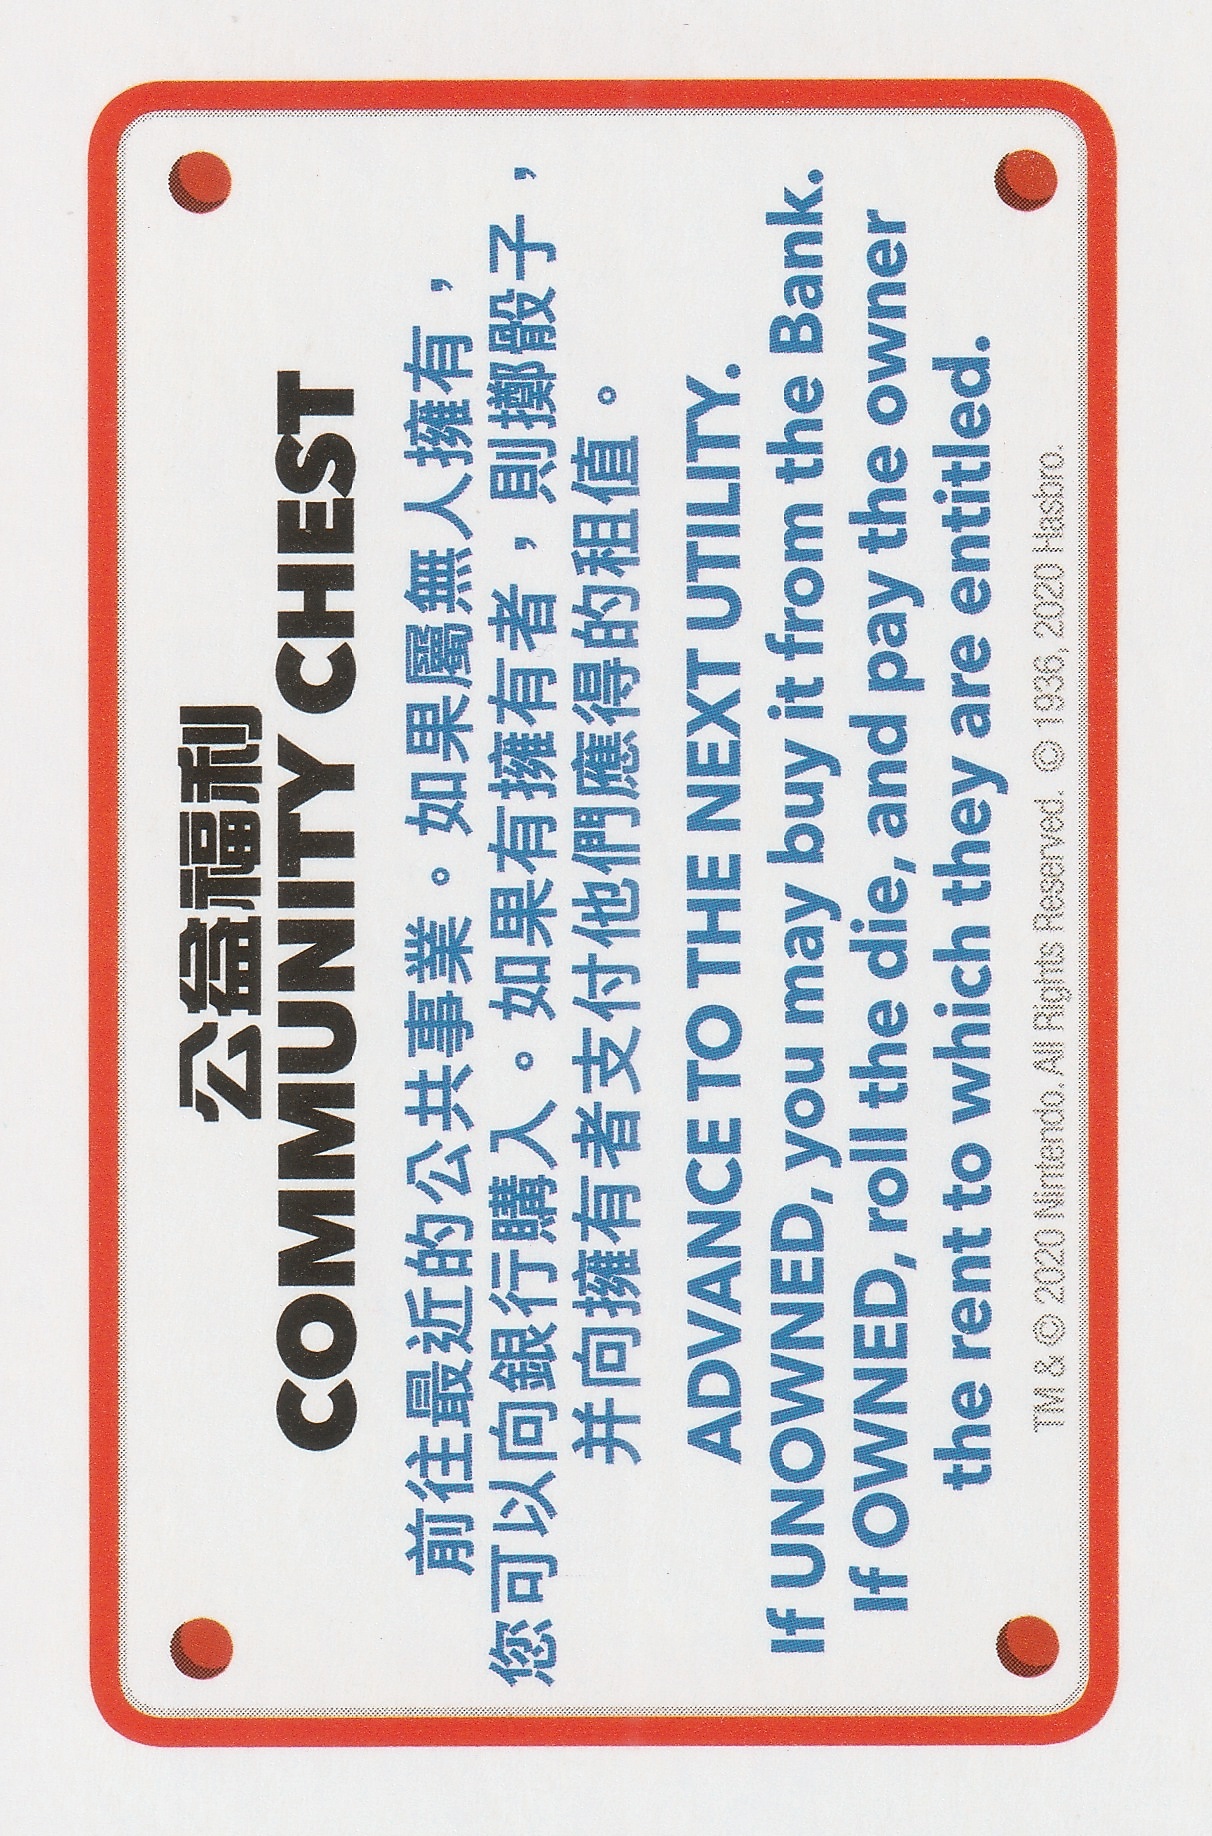 公益福利
COMMUNITY CHEST
前往最近的公共事業。如果屬無人擁有，
您可以向銀行購入。如果有擁有者，則擲骰子，
并向擁有者支付他們應得的租值。
ADVANCE TO THE NEXT UTILITY.
If UNOWNED, you may buy it from the Bank.
If OWNED, roll the die, and pay the owner
the rent to which they are entitled.
TM & © 2020 Nintendo. All Rights Reserved. © 1936, 2020 Hasbro.